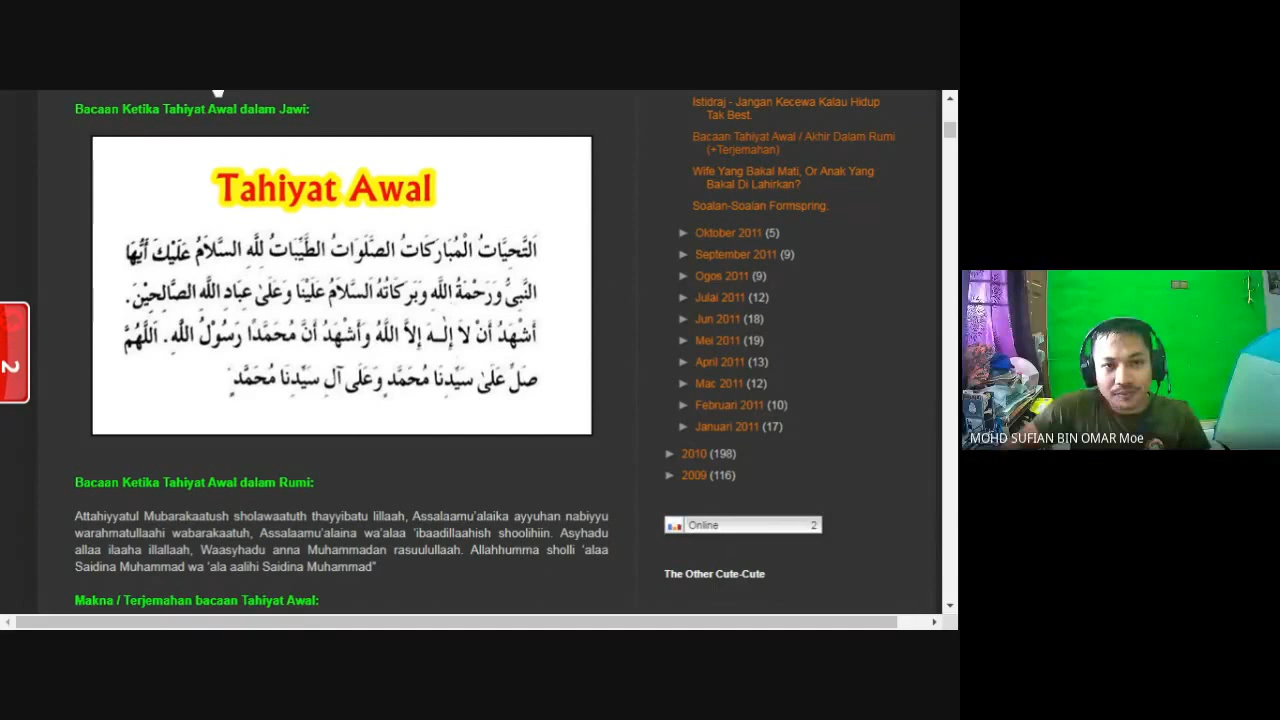 Bacaan Ketika Tahiyat Awal dalam Jawi:
Tahiyat Awal
اَلتَّحِيَّاتُ الْمُبَارَكَاتُ الصَّلَوَاتُ الطَّيِّبَاتُ لِلَّهِ السَّلاَمُ عَلَيْكَ أَيُّهَا
النَّبِيُّ وَرَحْمَةُ اللَّهِ وَبَرَكَاتُهُ اَلسَّلاَمُ عَلَيْنَا وَعَلَىٰ عِبَادِ اللَّهِ الصَّالِحِيْنَ.
أَشْهَدُ أَنْ لاَ إِلَـٰهَ إِلاَّ اللَّهُ وَأَشْهَدُ أَنَّ مُحَمَّدًا رَسُوْلُ اللَّهِ. اَللَّهُمَّ
صَلِّ عَلَىٰ سَيِّدِنَا مُحَمَّدٍ وَعَلَى آلِ سَيِّدِنَا مُحَمَّدٍ
Bacaan Ketika Tahiyat Awal dalam Rumi:
Attahiyyatul Mubarakaatush sholawaatuth thayyibatu lillaah, Assalaamu'alaika ayyuhan nabiyyu
warahmatullaahi wabarakaatuh, Assalaamu'alaina wa'alaa 'ibaadillaahish shoolihiin. Asyhadu
allaa ilaaha illallaah, Waasyhadu anna Muhammadan rasuulullaah. Allahhumma sholli 'alaa
Saidina Muhammad wa 'ala aalihi Saidina Muhammad"
Makna / Terjemahan bacaan Tahiyat Awal:
Istidraj - Jangan Kecewa Kalau Hidup
Tak Best.
Bacaan Tahiyat Awal / Akhir Dalam Rumi
(+Terjemahan)
Wife Yang Bakal Mati, Or Anak Yang
Bakal Di Lahirkan?
Soalan-Soalan Formspring.
► Oktober 2011 (5)
► September 2011 (9)
► Ogos 2011 (9)
► Julai 2011 (12)
► Jun 2011 (18)
► Mei 2011 (19)
► April 2011 (13)
► Mac 2011 (12)
► Februari 2011 (10)
► Januari 2011 (17)
► 2010 (198)
► 2009 (116)
Online 2
The Other Cute-Cute
2
MOHD SUFIAN BIN OMAR Moe